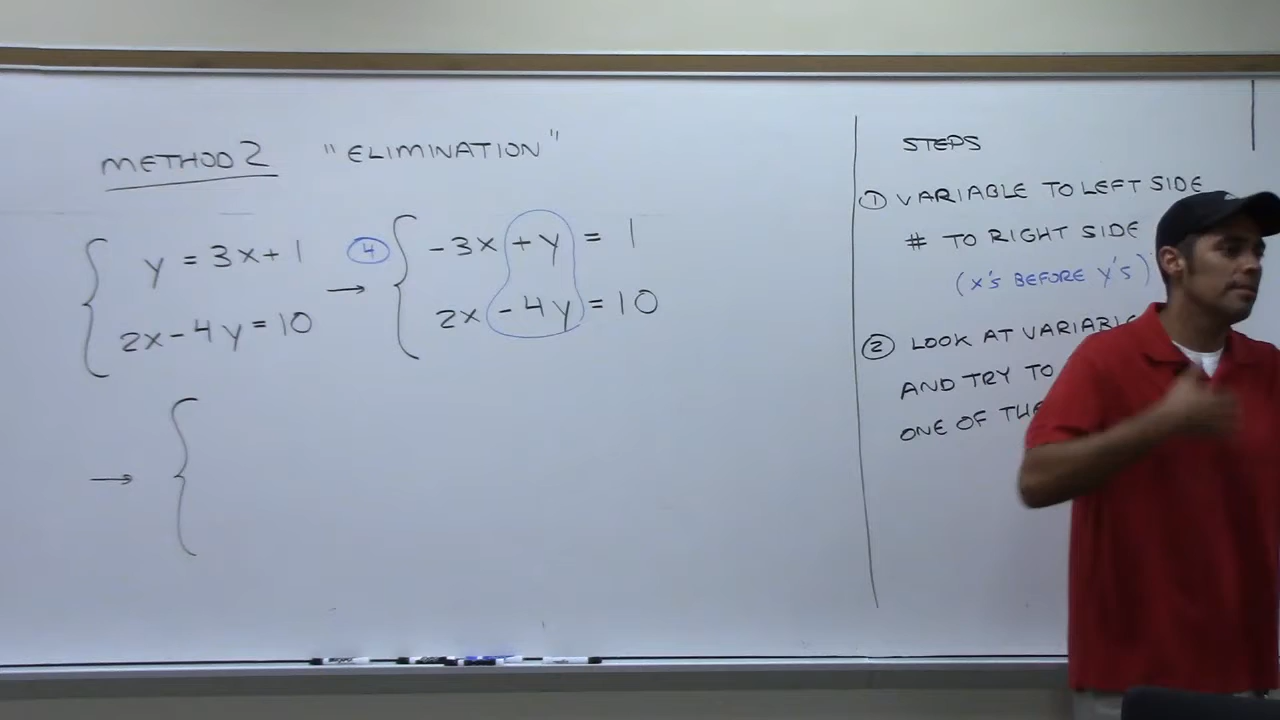 METHOD 2 "ELIMINATION"
y = 3x + 1
2x - 4y = 10
→
4
-3x + y = 1
2x - 4y = 10
→
STEPS
① VARIABLE TO LEFT SIDE
# TO RIGHT SIDE
(X'S BEFORE Y'S)
② LOOK AT
AND TRY TO
ONE OF